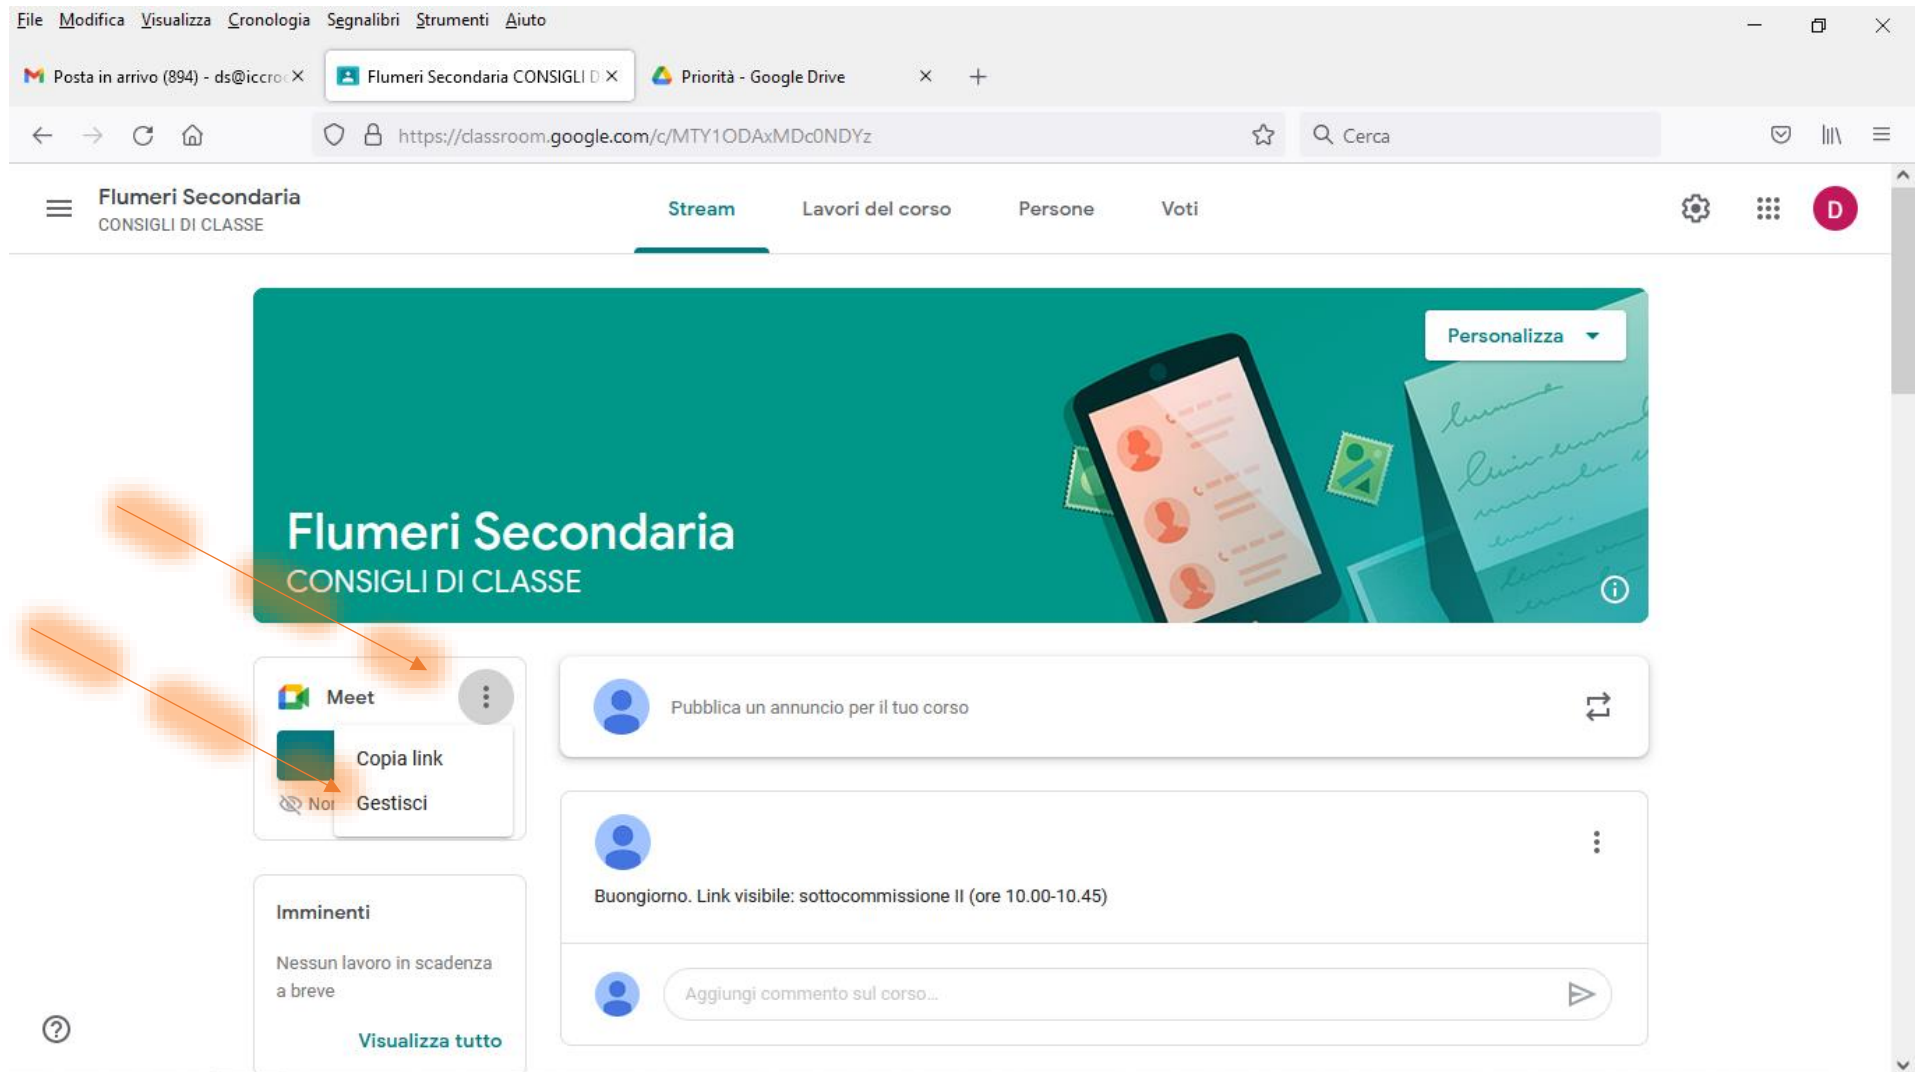 File Modifica Visualizza Cronologia Segnalibri Strumenti Aiuto
Posta in arrivo (894) - ds@iccro
Flumeri Secondaria CONSIGLI D
Priorità - Google Drive
https://classroom.google.com/c/MTY1ODAxMDc0NDYz
Cerca
Flumeri Secondaria
CONSIGLI DI CLASSE
Stream
Lavori del corso
Persone
Voti
D
Personalizza
Flumeri Secondaria
CONSIGLI DI CLASSE
Meet
Copia link
Gestisci
Pubblica un annuncio per il tuo corso
Buongiorno. Link visibile: sottocommissione II (ore 10.00-10.45)
Aggiungi commento sul corso...
Imminenti
Nessun lavoro in scadenza
a breve
Visualizza tutto